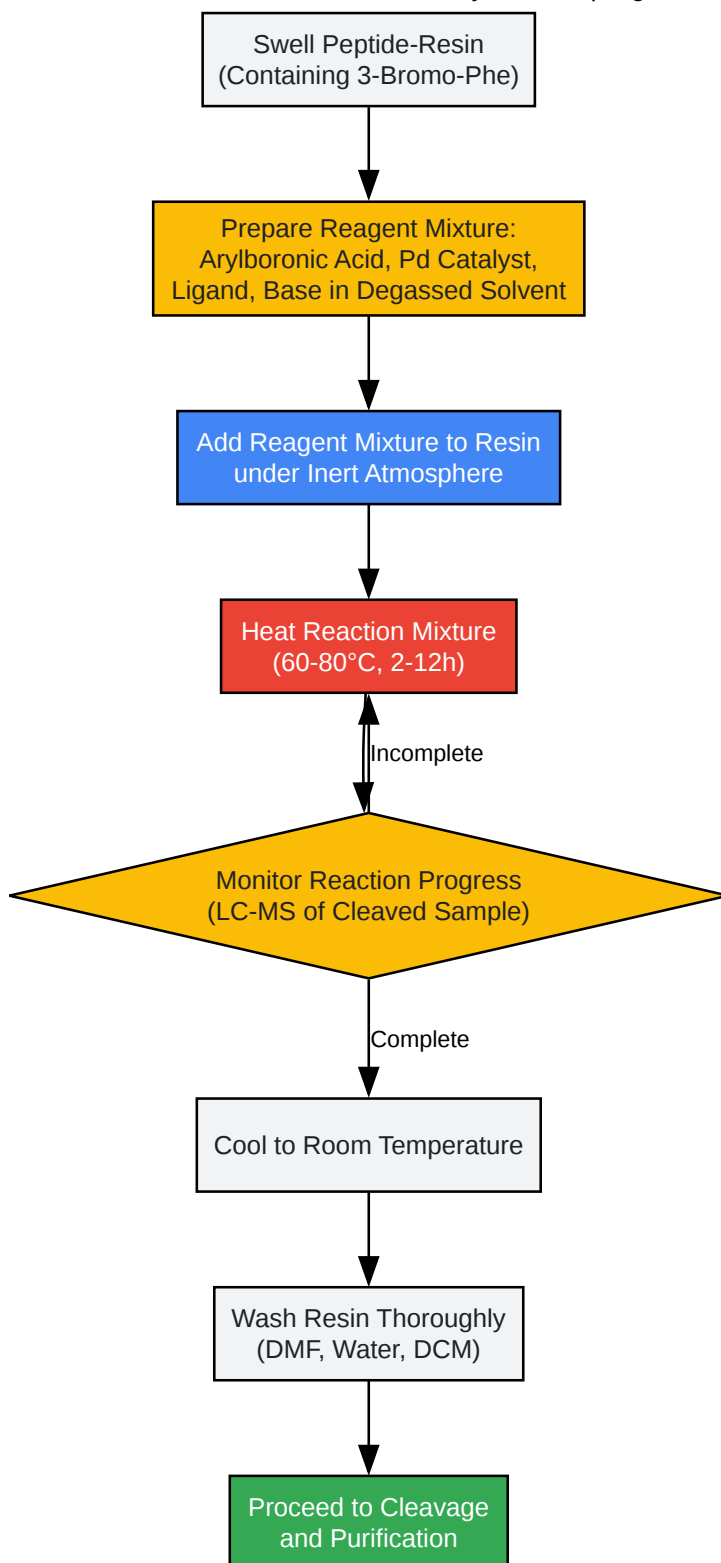 Swell Peptide-Resin
(Containing 3-Bromo-Phe)
Prepare Reagent Mixture:
Arylboronic Acid, Pd Catalyst,
Ligand, Base in Degassed Solvent
Add Reagent Mixture to Resin
under Inert Atmosphere
Heat Reaction Mixture
(60-80°C, 2-12h)
Incomplete
Monitor Reaction Progress
(LC-MS of Cleaved Sample)
Complete
Cool to Room Temperature
Wash Resin Thoroughly
(DMF, Water, DCM)
Proceed to Cleavage
and Purification